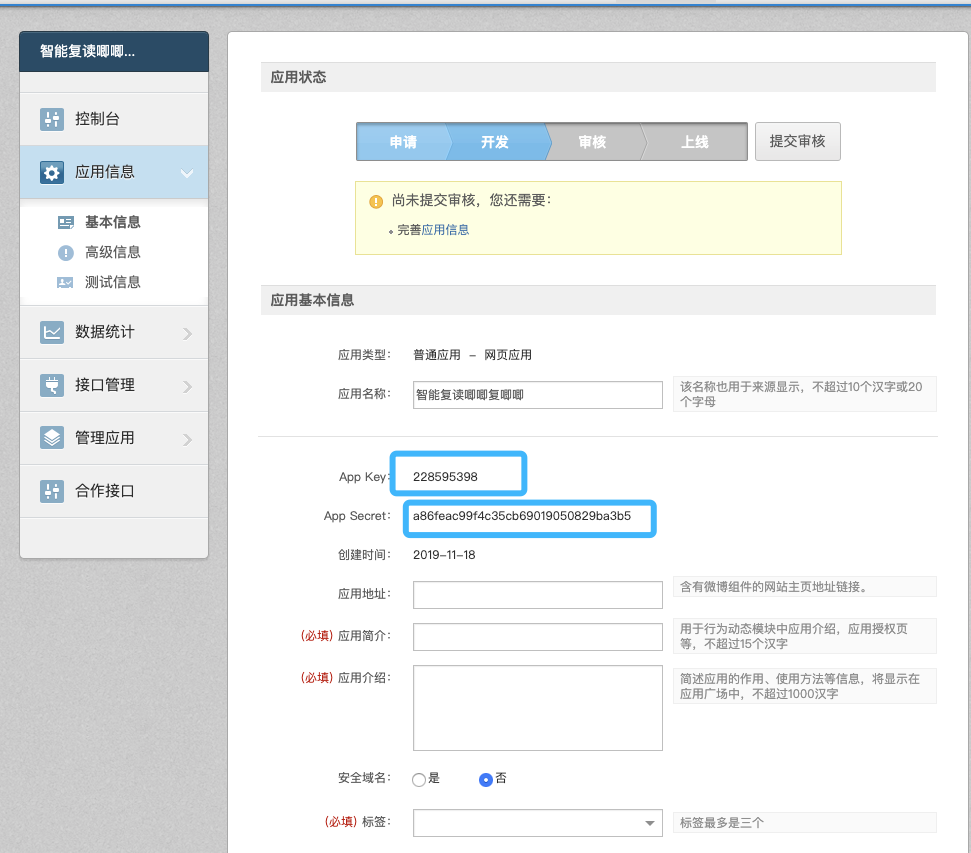 智能复读唧唧...
控制台
应用信息
基本信息
高级信息
测试信息
数据统计
接口管理
管理应用
合作接口
应用状态
申请 开发 审核 上线 提交审核
尚未提交审核，您还需要：
完善应用信息
应用基本信息
应用类型： 普通应用 - 网页应用
应用名称： 智能复读唧唧复唧唧
该名称也用于来源显示，不超过10个汉字或20
个字母
App Key: 228595398
App Secret: a86feac99f4c35cb69019050829ba3b5
创建时间： 2019-11-18
应用地址： 含有微博组件的网站主页地址链接。
(必填) 应用简介：
用于行为动态模块中应用介绍，应用授权页
等，不超过15个汉字
(必填) 应用介绍：
简述应用的作用、使用方法等信息，将显示在
应用广场中，不超过1000汉字
安全域名： 是 否
(必填) 标签： 标签最多是三个